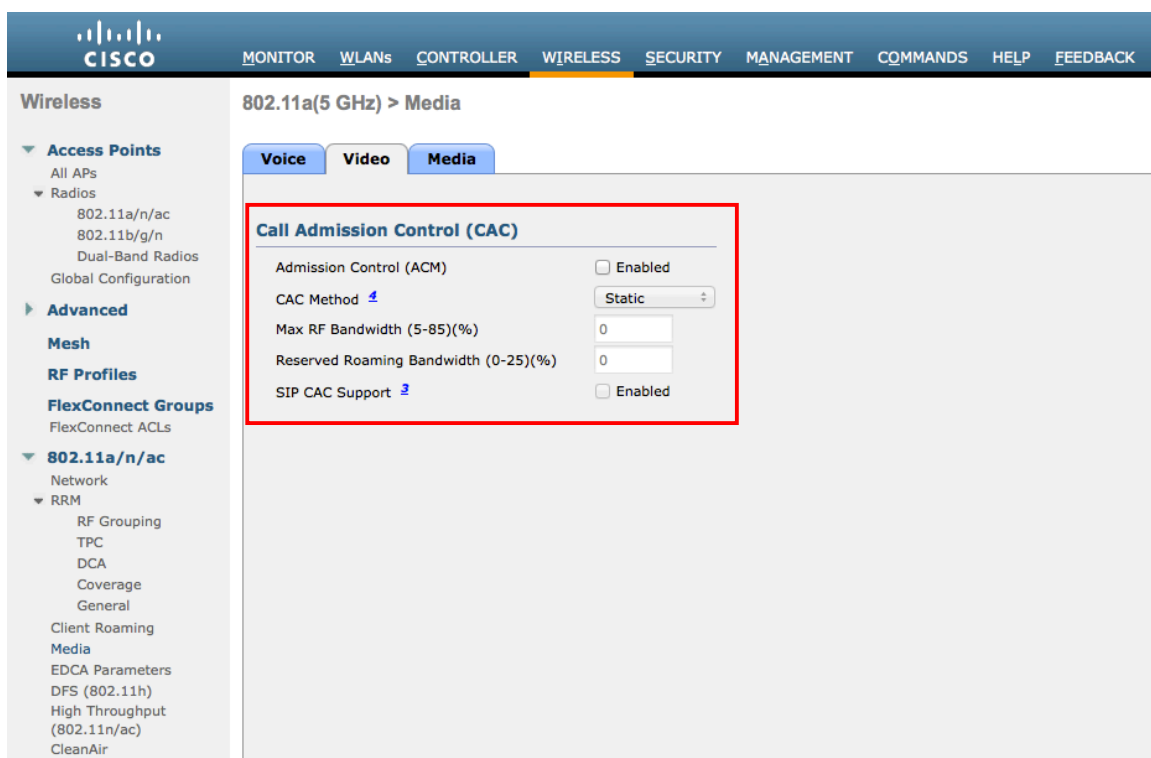 CISCO
MONITOR WLANs CONTROLLER WIRELESS SECURITY MANAGEMENT COMMANDS HELP FEEDBACK
Wireless
Access Points
All APs
Radios
802.11a/n/ac
802.11b/g/n
Dual-Band Radios
Global Configuration
Advanced
Mesh
RF Profiles
FlexConnect Groups
FlexConnect ACLs
802.11a/n/ac
Network
RRM
RF Grouping
TPC
DCA
Coverage
General
Client Roaming
Media
EDCA Parameters
DFS (802.11h)
High Throughput
(802.11n/ac)
CleanAir
802.11a(5 GHz) > Media
Voice Video Media
Call Admission Control (CAC)
Admission Control (ACM) Enabled
CAC Method 4 Static
Max RF Bandwidth (5-85)(%) 0
Reserved Roaming Bandwidth (0-25)(%) 0
SIP CAC Support 3 Enabled